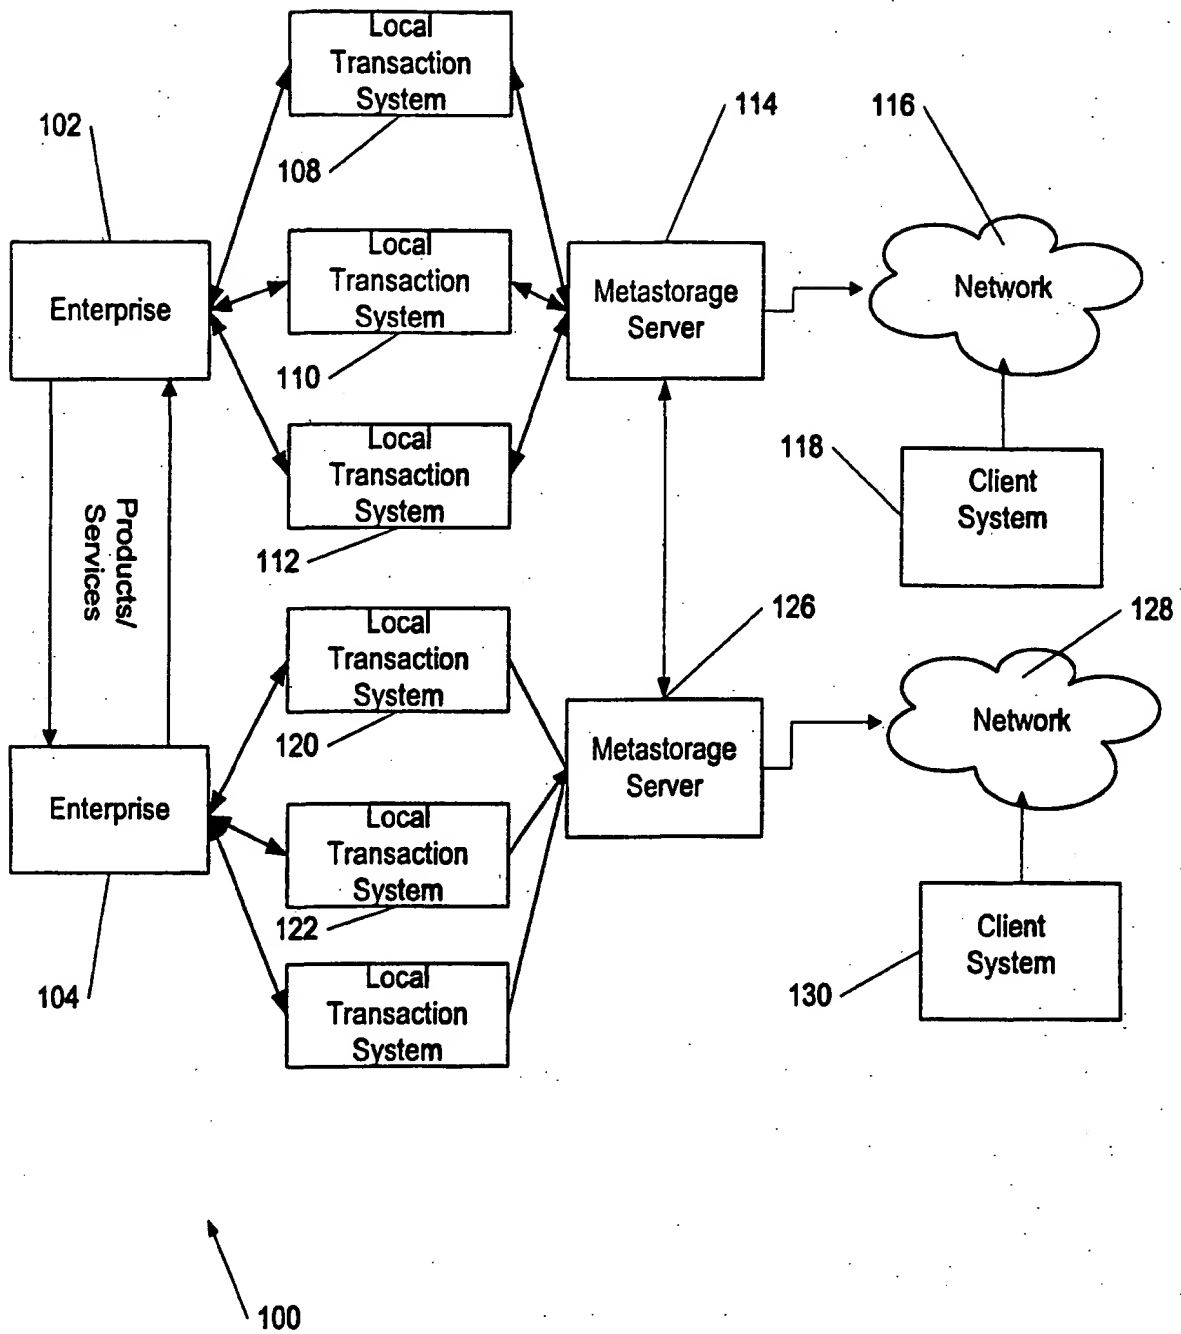 Local
Transaction
System
102
114
116
108
Local
Transaction
System
Enterprise
Metastorage
Server
Network
110
Local
Transaction
System
118
Client
System
Products/
Services
112
126
128
Local
Transaction
System
Network
120
Metastorage
Server
Enterprise
Local
Transaction
System
122
Client
System
104
Local
Transaction
System
130
100